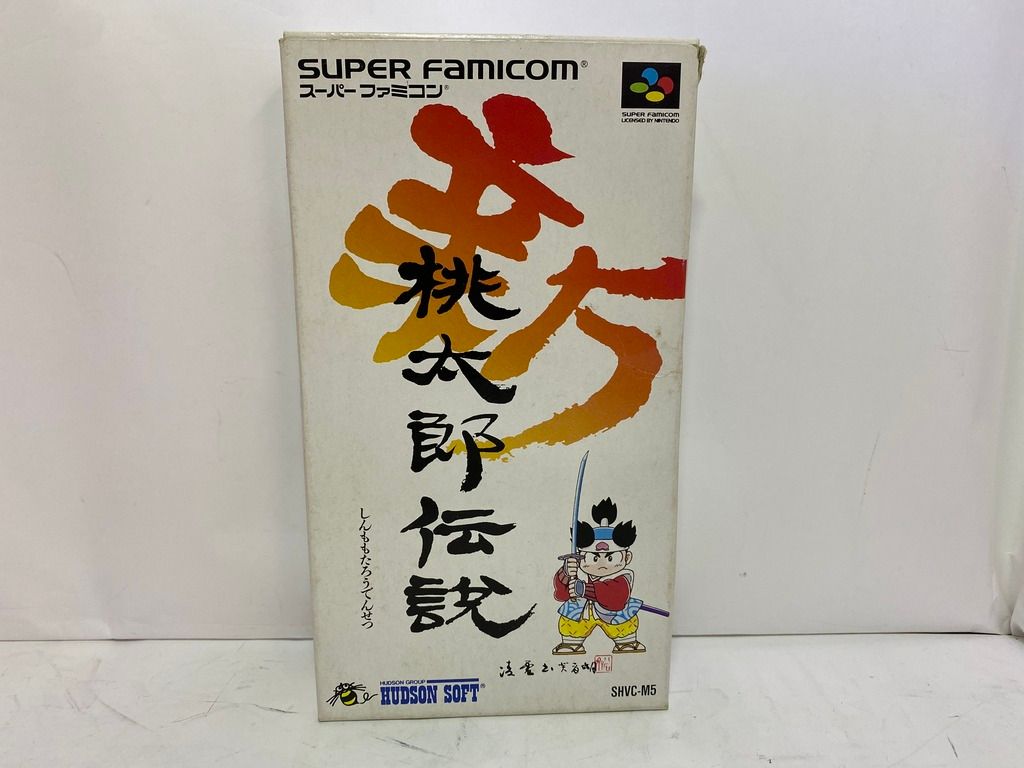 SUPER FAMICOM®
スーパーファミコン®
SUPER FAMICOM
LICENSED BY NINTENDO
新
桃太郎伝説
しんももたろうでんせつ
HUDSON GROUP
HUDSON SOFT®
SHVC-M5